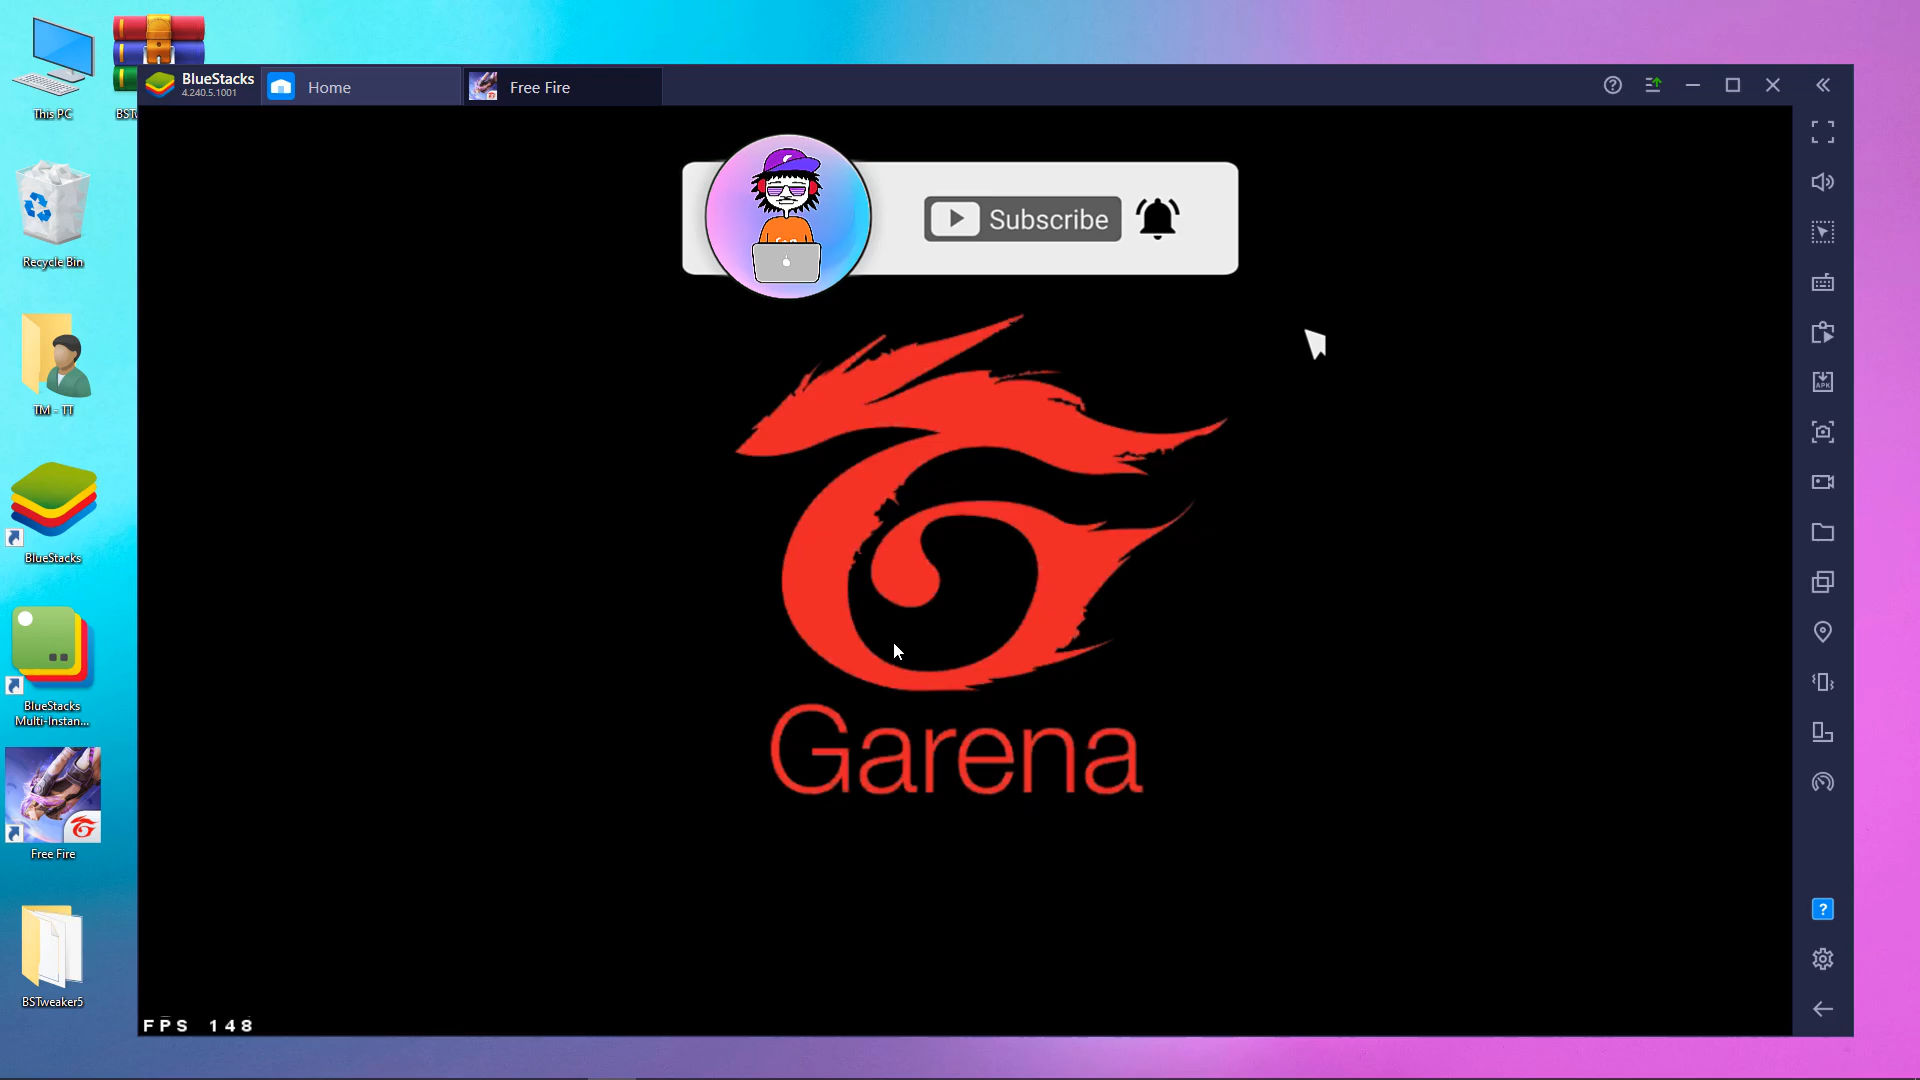 This PC
BlueStacks
4.240.5.1001
Home
Free Fire
Subscribe
Recycle Bin
TM - TT
APK
BlueStacks
BlueStacks
Multi-Instan...
Garena
Free Fire
BSTweaker5
FPS 148